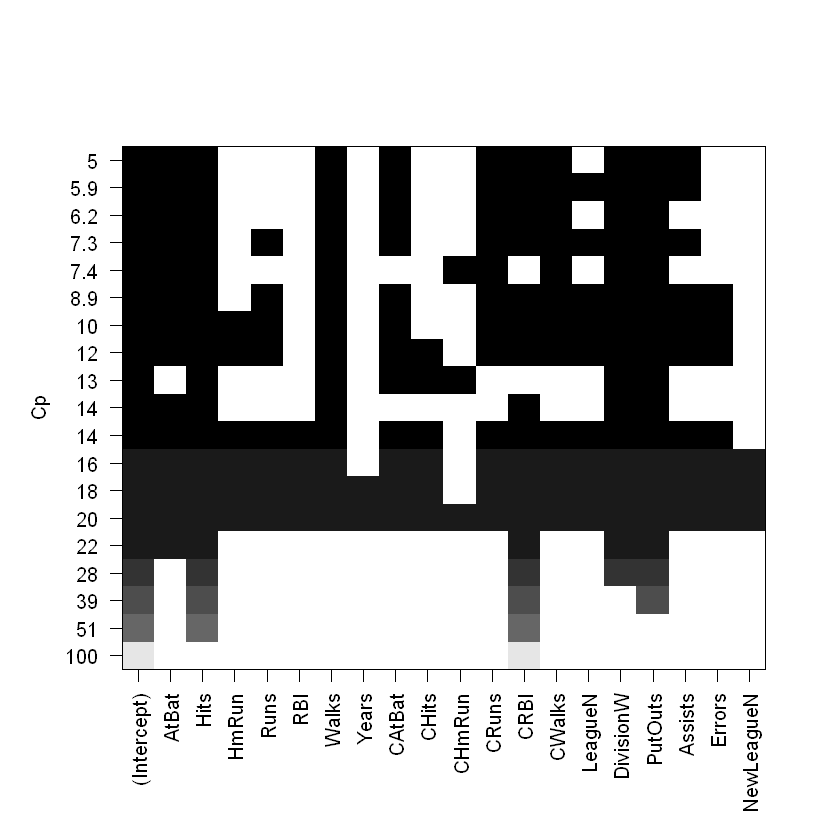 Cp
5
5.9
6.2
7.3
7.4
8.9
10
12
13
14
14
16
18
20
22
28
39
51
100
(Intercept)
AtBat
Hits
HmRun
Runs
RBI
Walks
Years
CAtBat
CHits
CHmRun
CRuns
CRBI
CWalks
LeagueN
DivisionW
PutOuts
Assists
Errors
NewLeagueN